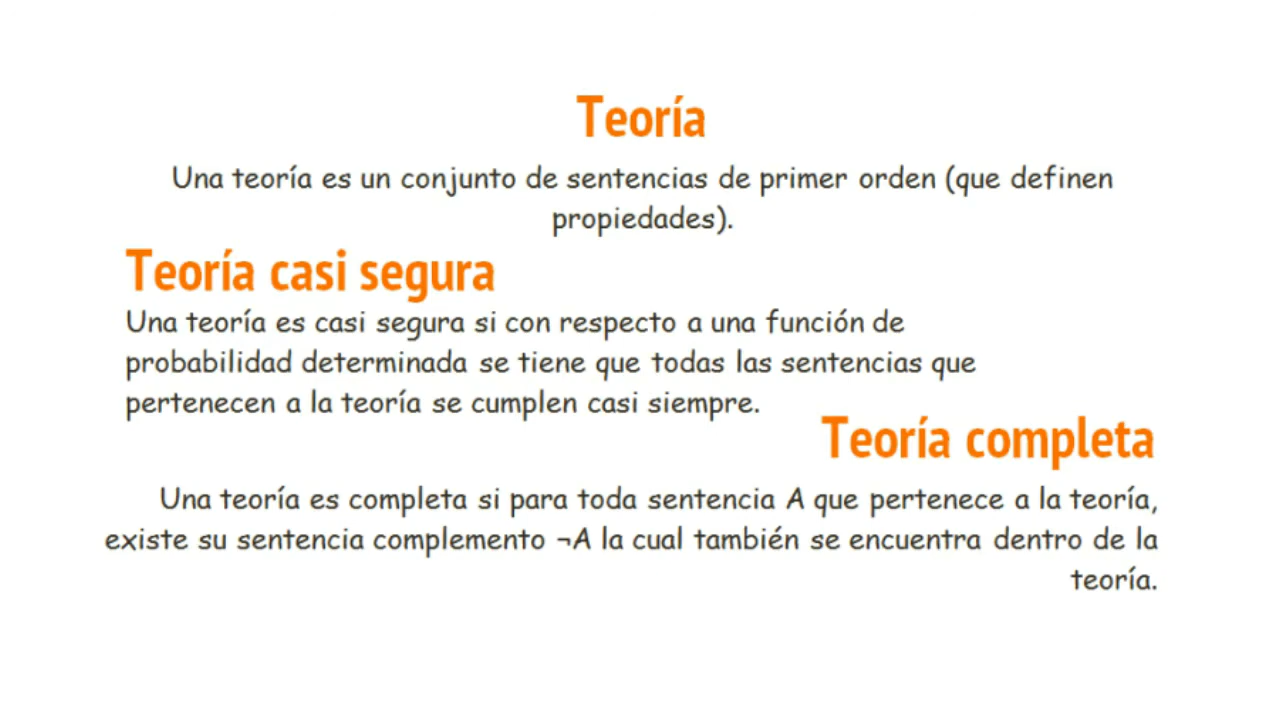 Teoría
Una teoría es un conjunto de sentencias de primer orden (que definen
propiedades).
Teoría casi segura
Una teoría es casi segura si con respecto a una función de
probabilidad determinada se tiene que todas las sentencias que
pertenecen a la teoría se cumplen casi siempre.
Teoría completa
Una teoría es completa si para toda sentencia A que pertenece a la teoría,
existe su sentencia complemento ¬A la cual también se encuentra dentro de la
teoría.